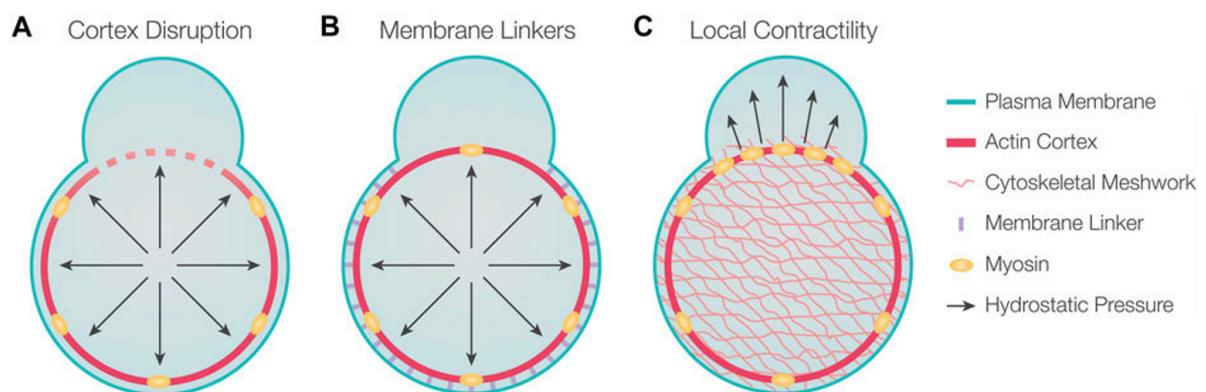 A Cortex Disruption
B Membrane Linkers
C Local Contractility
Plasma Membrane
Actin Cortex
Cytoskeletal Meshwork
Membrane Linker
Myosin
Hydrostatic Pressure